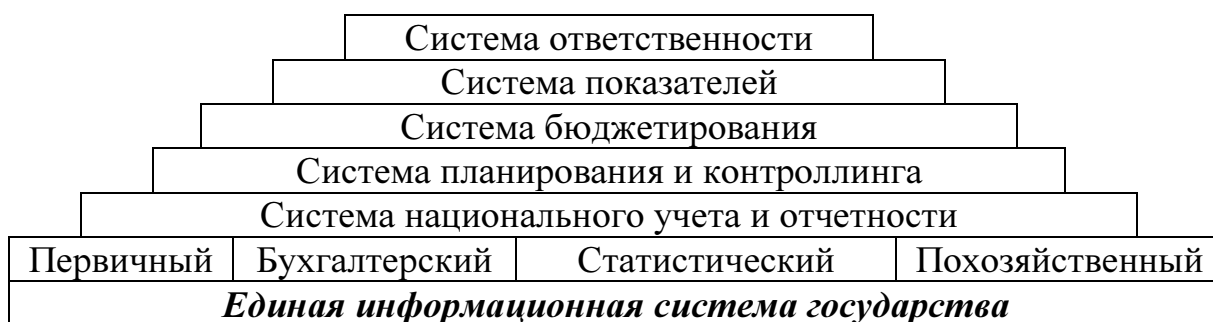 Система ответственности
Система показателей
Система бюджетирования
Система планирования и контроллинга
Система национального учета и отчетности
Первичный Бухгалтерский Статистический Похозяйственный
Единая информационная система государства